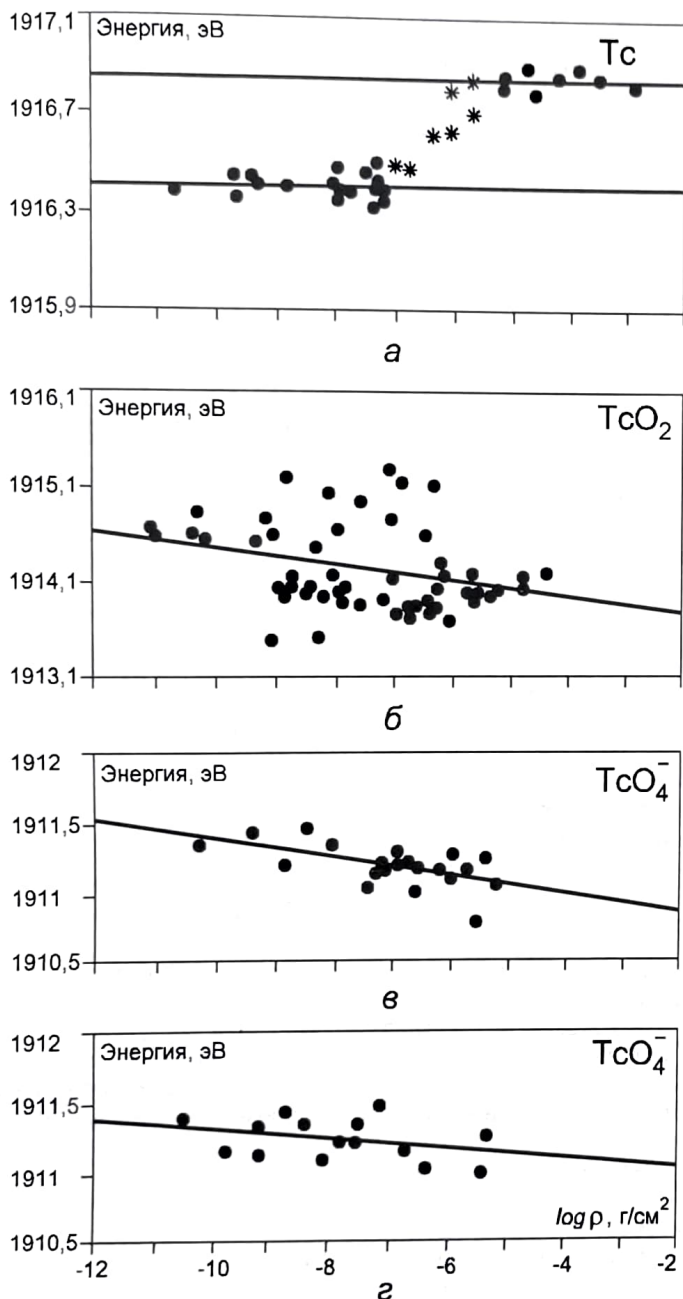 1917,1
Энергия, эВ
Tc
1916,7
1916,3
1915,9
а
1916,1
Энергия, эВ
TcO₂
1915,1
1914,1
1913,1
б
1912
Энергия, эВ
TcO₄⁻
1911,5
1911
1910,5
в
1912
Энергия, эВ
TcO₄⁻
1911,5
1911
log ρ, г/см²
1910,5
-12 -10 -8 -6 -4 -2
г